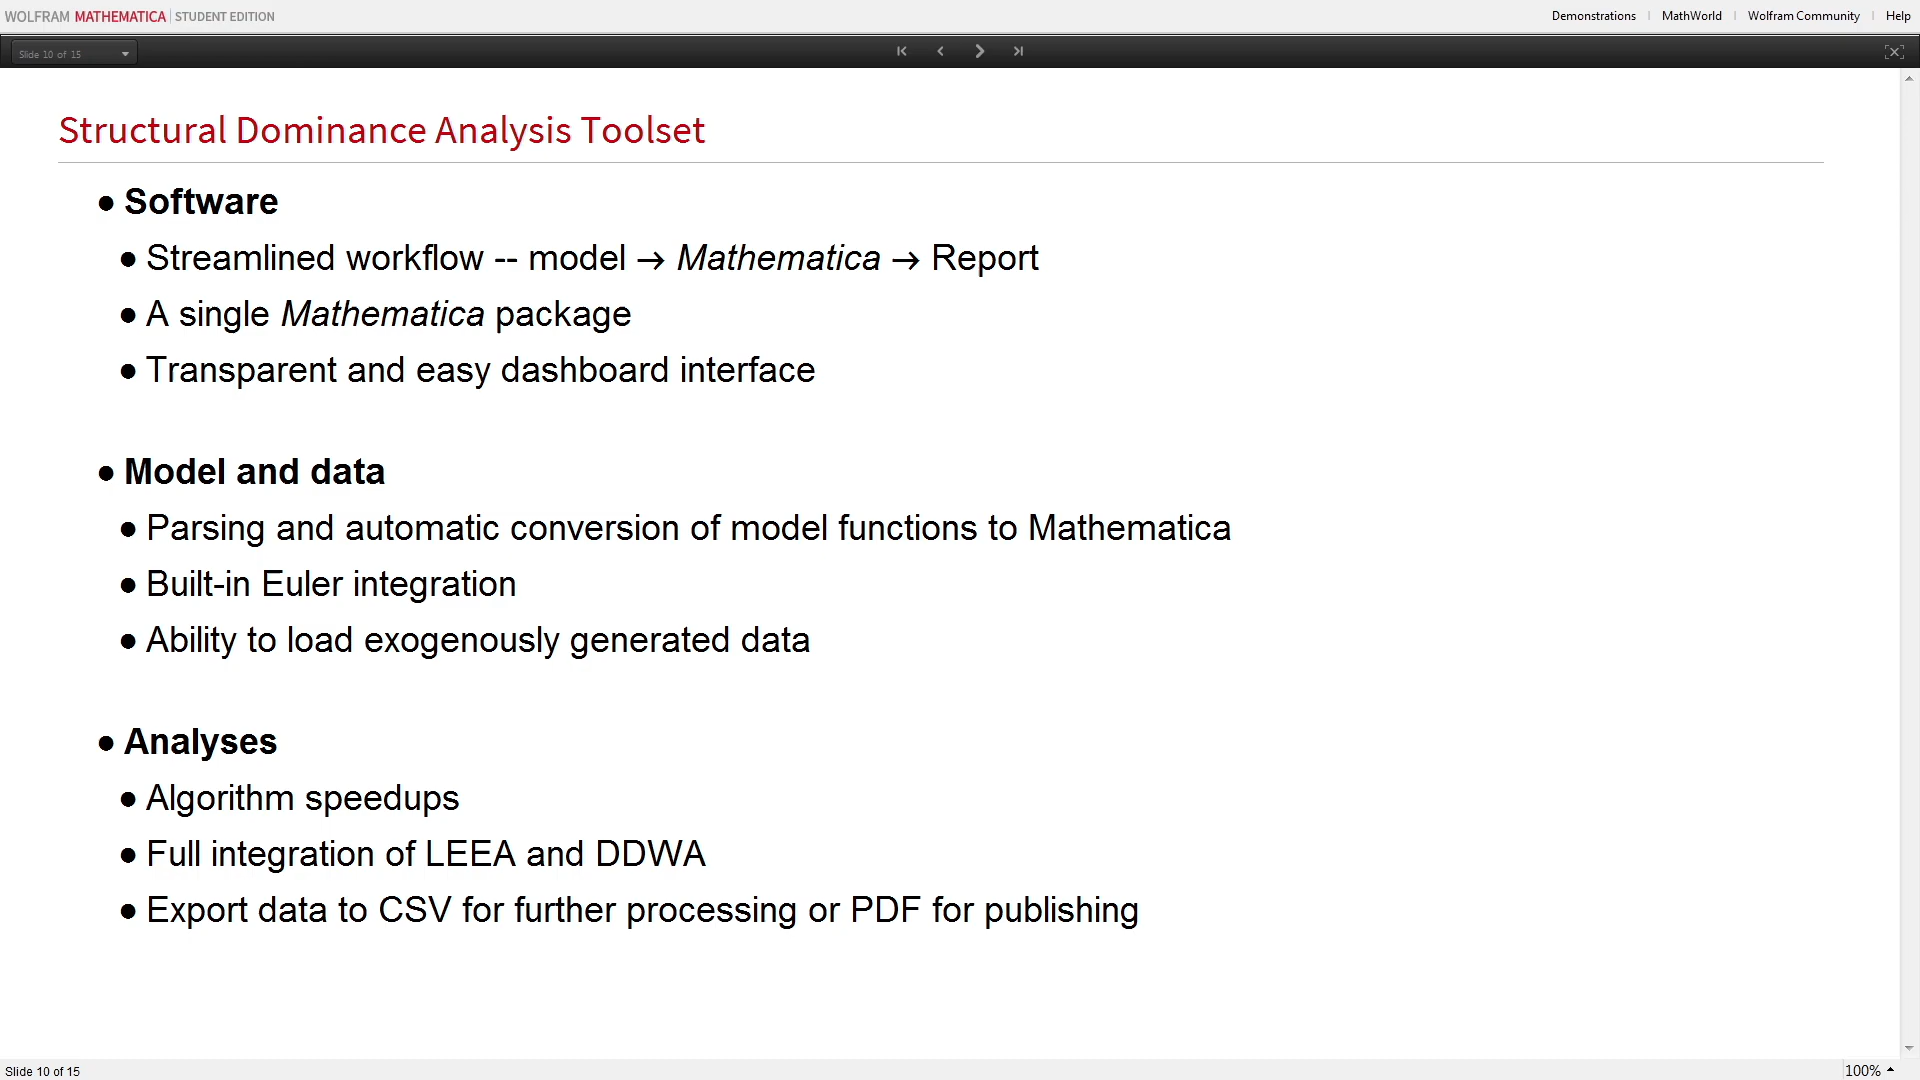 WOLFRAM MATHEMATICA | STUDENT EDITION
Demonstrations | MathWorld | Wolfram Community | Help
Slide 10 of 15
Structural Dominance Analysis Toolset
● Software
● Streamlined workflow -- model → Mathematica → Report
● A single Mathematica package
● Transparent and easy dashboard interface
● Model and data
● Parsing and automatic conversion of model functions to Mathematica
● Built-in Euler integration
● Ability to load exogenously generated data
● Analyses
● Algorithm speedups
● Full integration of LEEA and DDWA
● Export data to CSV for further processing or PDF for publishing
Slide 10 of 15
100%